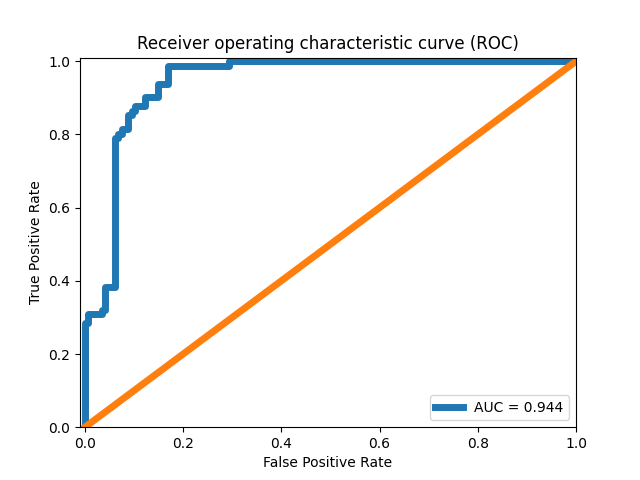 Receiver operating characteristic curve (ROC)
True Positive Rate
1.0
0.8
0.6
0.4
0.2
0.0
0.0 0.2 0.4 0.6 0.8 1.0
False Positive Rate
AUC = 0.944